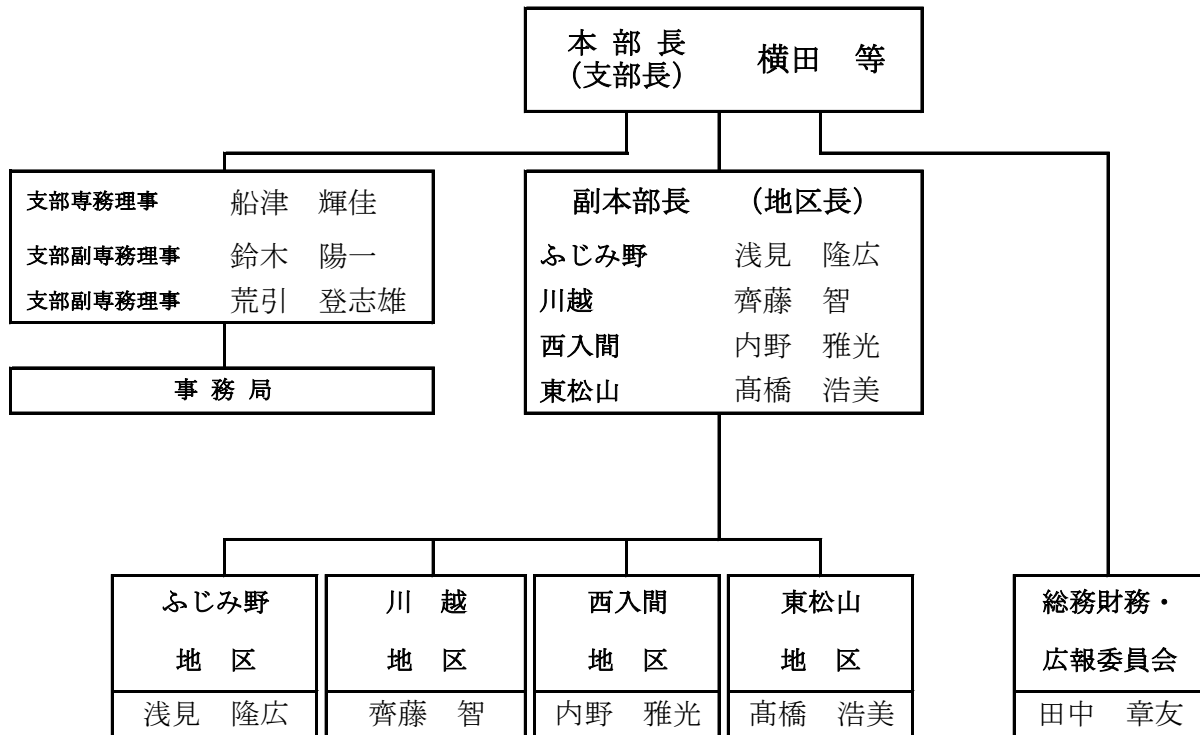 本 部 長
(支部長)
横田　等
支部専務理事　船津　輝佳
支部副専務理事　鈴木　陽一
支部副専務理事　荒引　登志雄
事 務 局
副本部長　（地区長）
ふじみ野　浅見　隆広
川越　齊藤　智
西入間　内野　雅光
東松山　髙橋　浩美
ふじみ野
地　区
浅見　隆広
川　越
地　区
齊藤　智
西入間
地　区
内野　雅光
東松山
地　区
髙橋　浩美
総務財務・
広報委員会
田中　章友